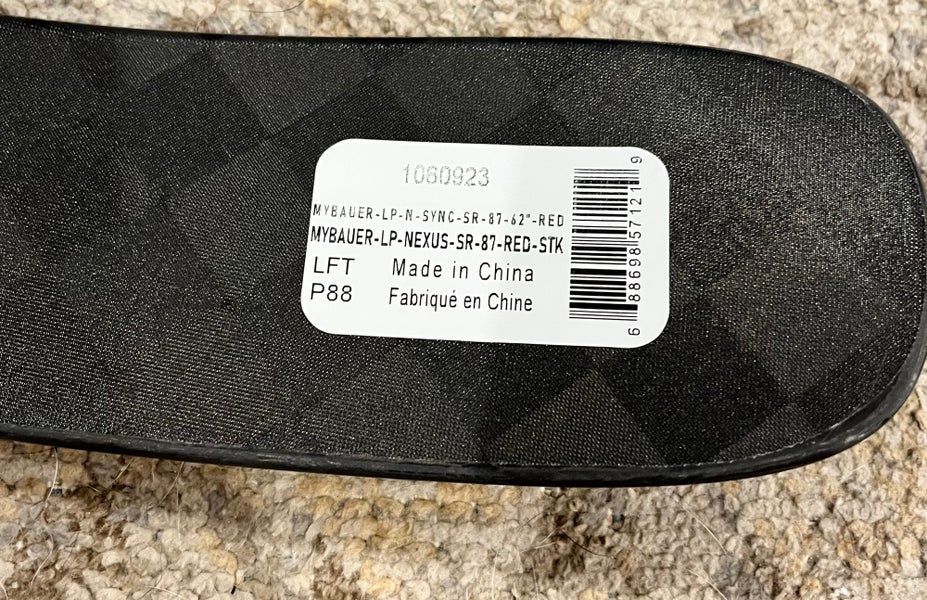 1060923
MYBAUER-LP-N-SYNC-SR-87-62"-RED
MYBAUER-LP-NEXUS-SR-87-RED-STK
LFT Made in China
P88 Fabriqué en Chine
6 88698 57121 9